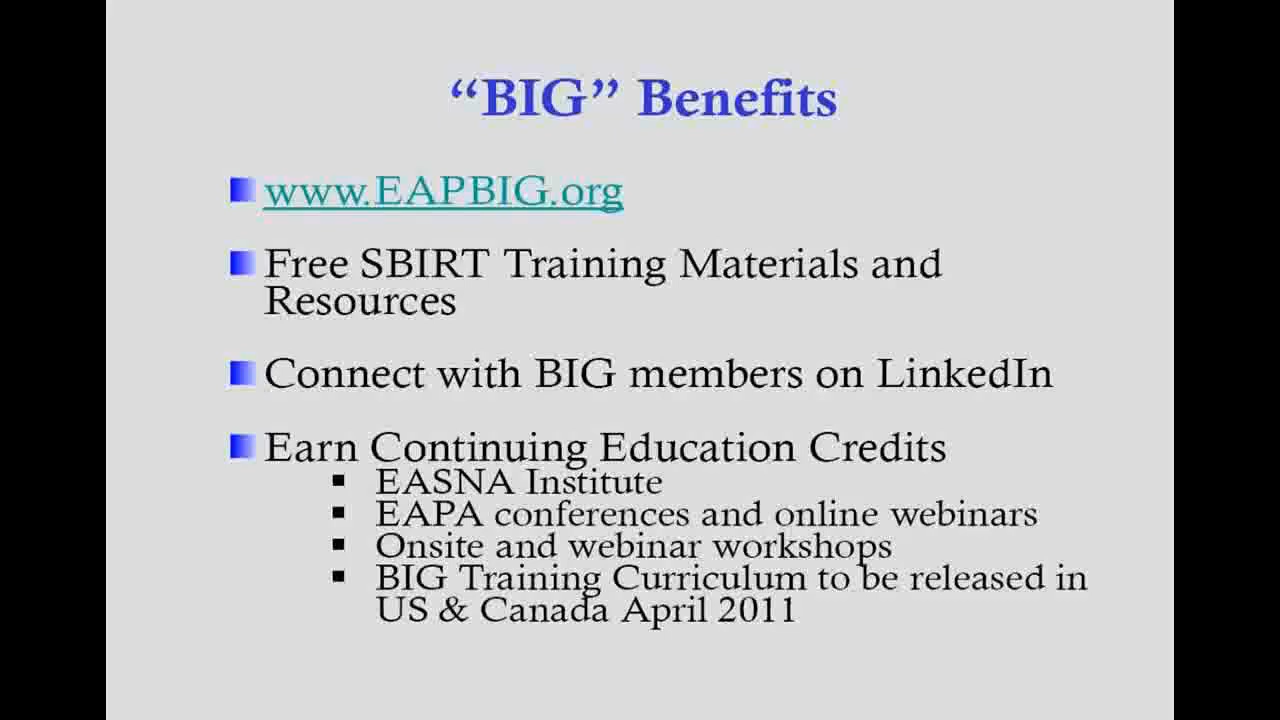 “BIG” Benefits
www.EAPBIG.org
Free SBIRT Training Materials and
Resources
Connect with BIG members on LinkedIn
Earn Continuing Education Credits
EASNA Institute
EAPA conferences and online webinars
Onsite and webinar workshops
BIG Training Curriculum to be released in
US & Canada April 2011